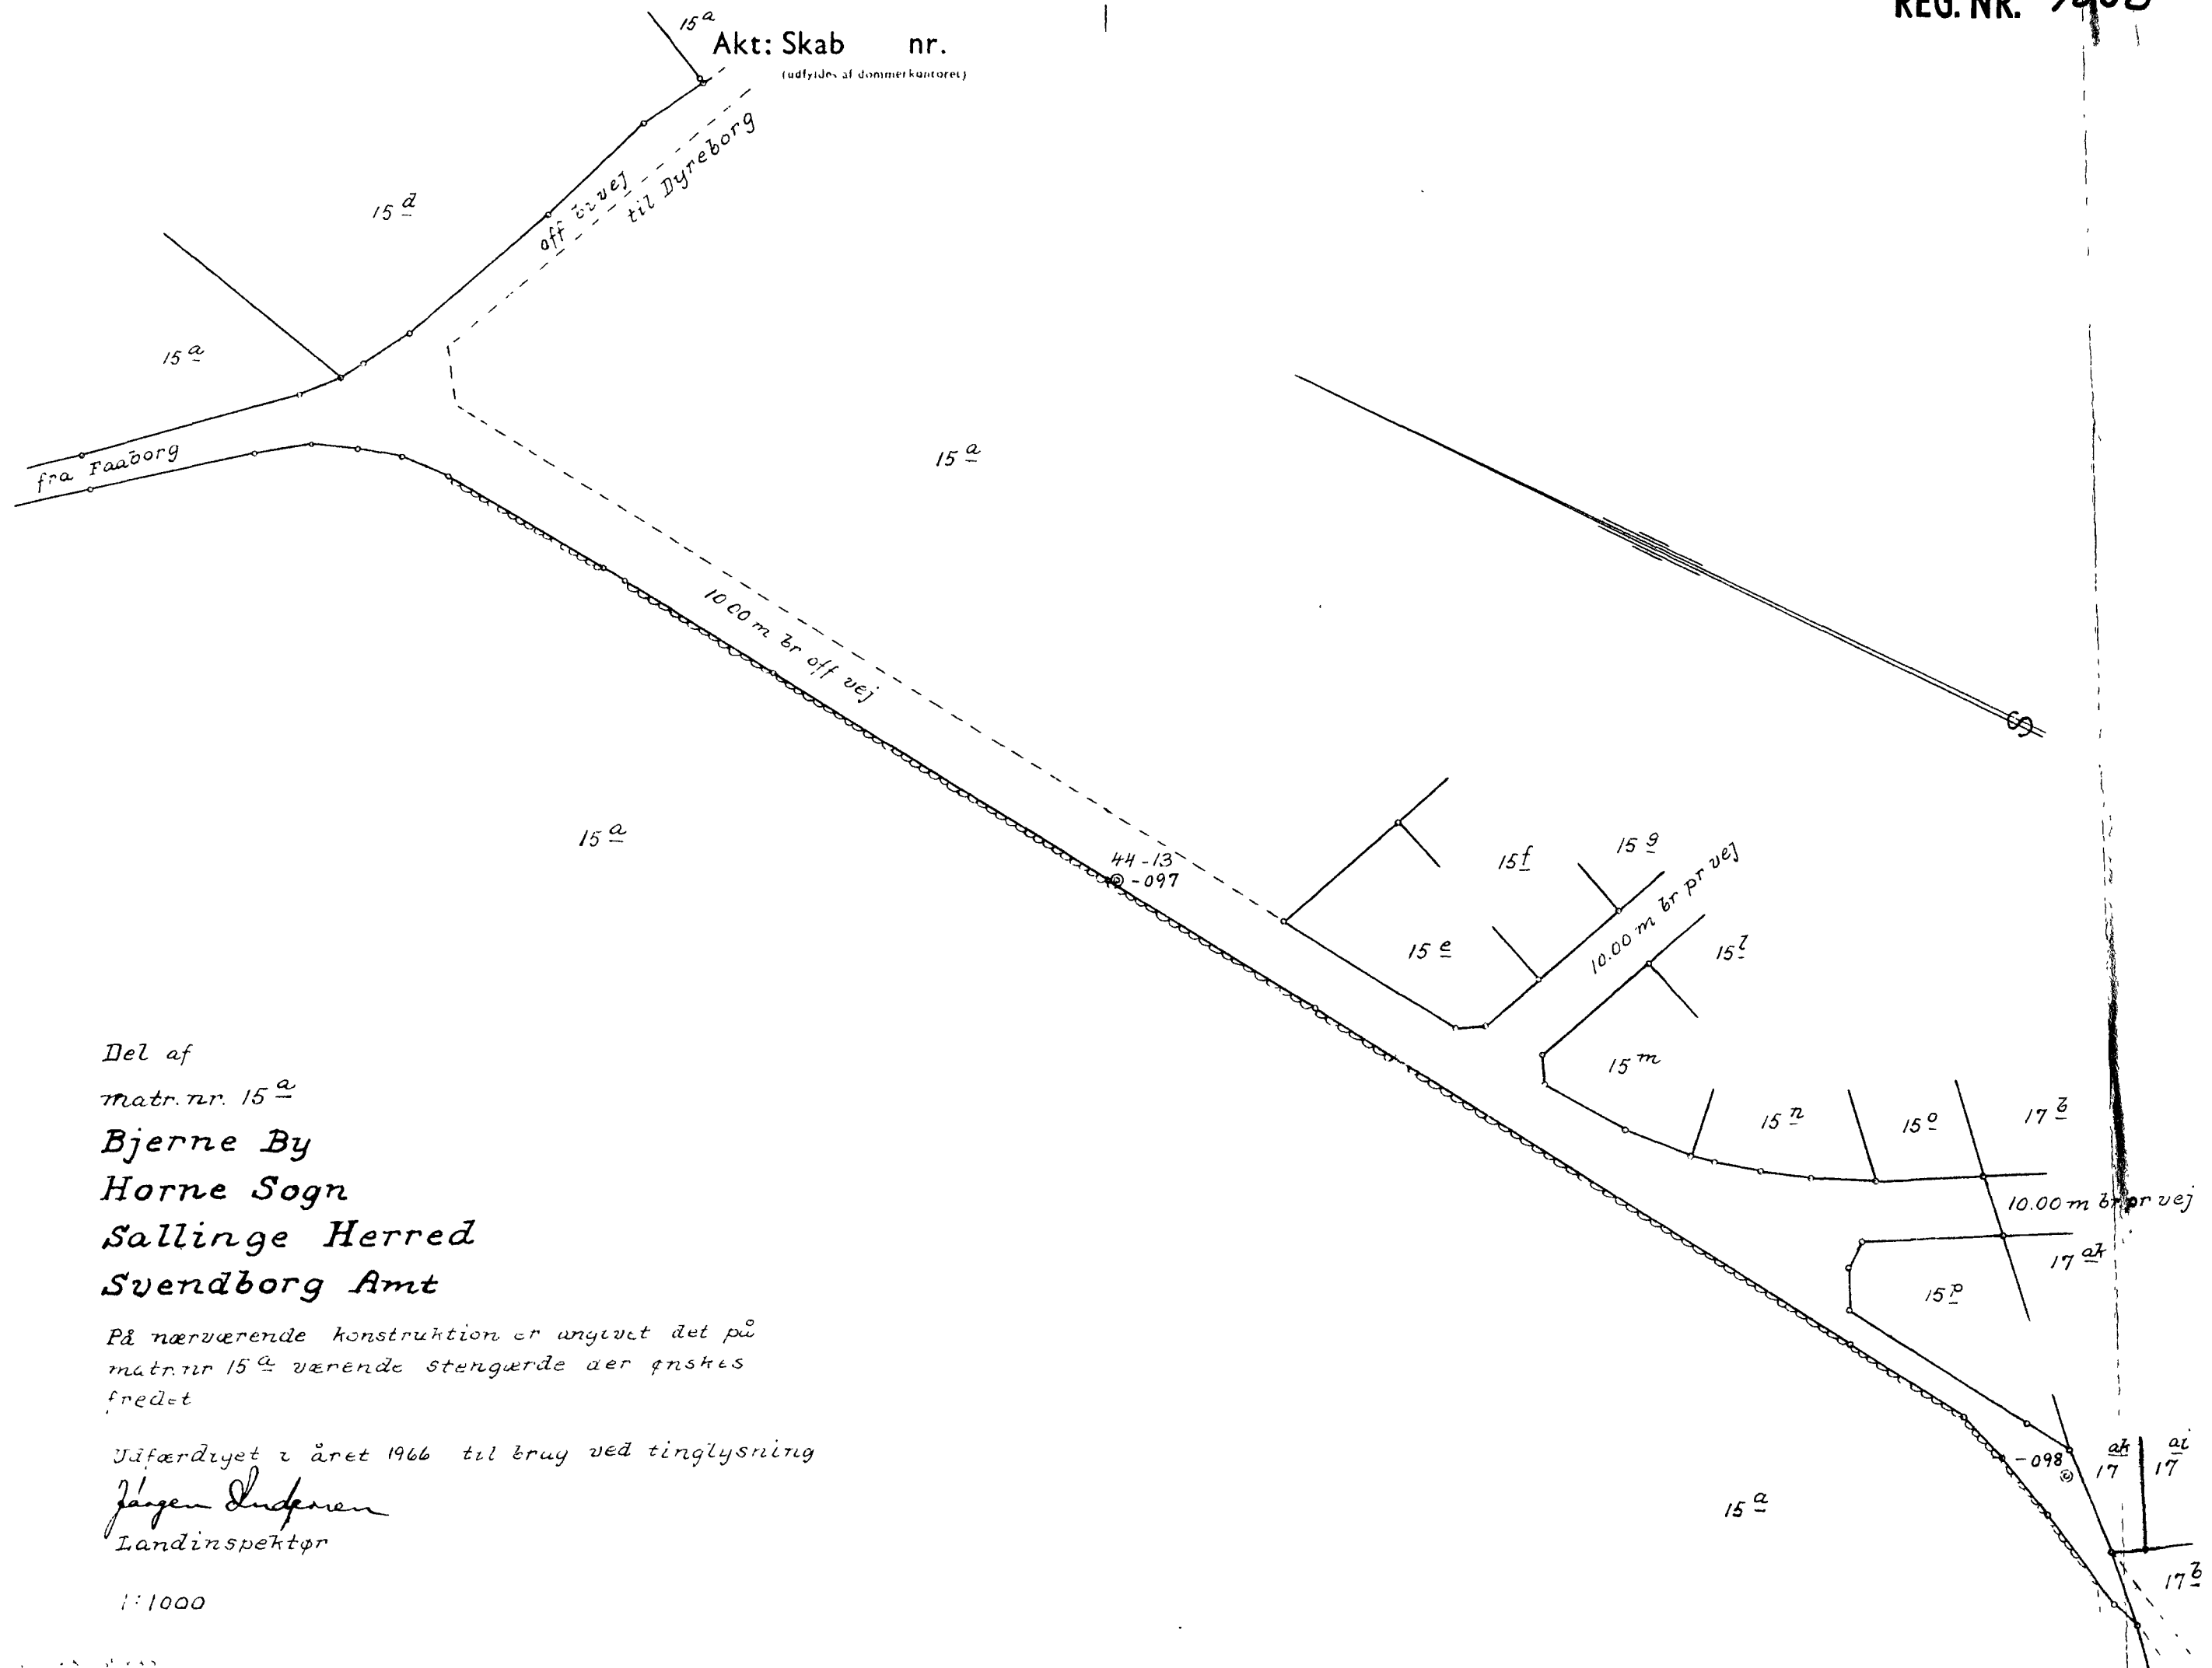 REG. NR.
15 a
Akt: Skab nr.
(udfyldes af dommerkontoret)
off bivej
til Dyreborg
15 d
15 a
fra Faaborg
15 a
S
10 00 m br off vej
15 a
44-13
-097
15 f
15 g
10.00 m br pr vej
15 e
15 l
15 m
15 n
15 o
17 b
10.00 m br pr vej
17 ak
15 p
-098
17 ak
17 ai
15 a
17 b
Del af
matr. nr. 15 a
Bjerne By
Horne Sogn
Sallinge Herred
Svendborg Amt
På nærværende konstruktion er angivet det på
matr. nr 15 a værende stengærde der ønskes
fredet
Udfærdiget i året 1966 til brug ved tinglysning
Jørgen Andersen
Landinspektør
1:1000